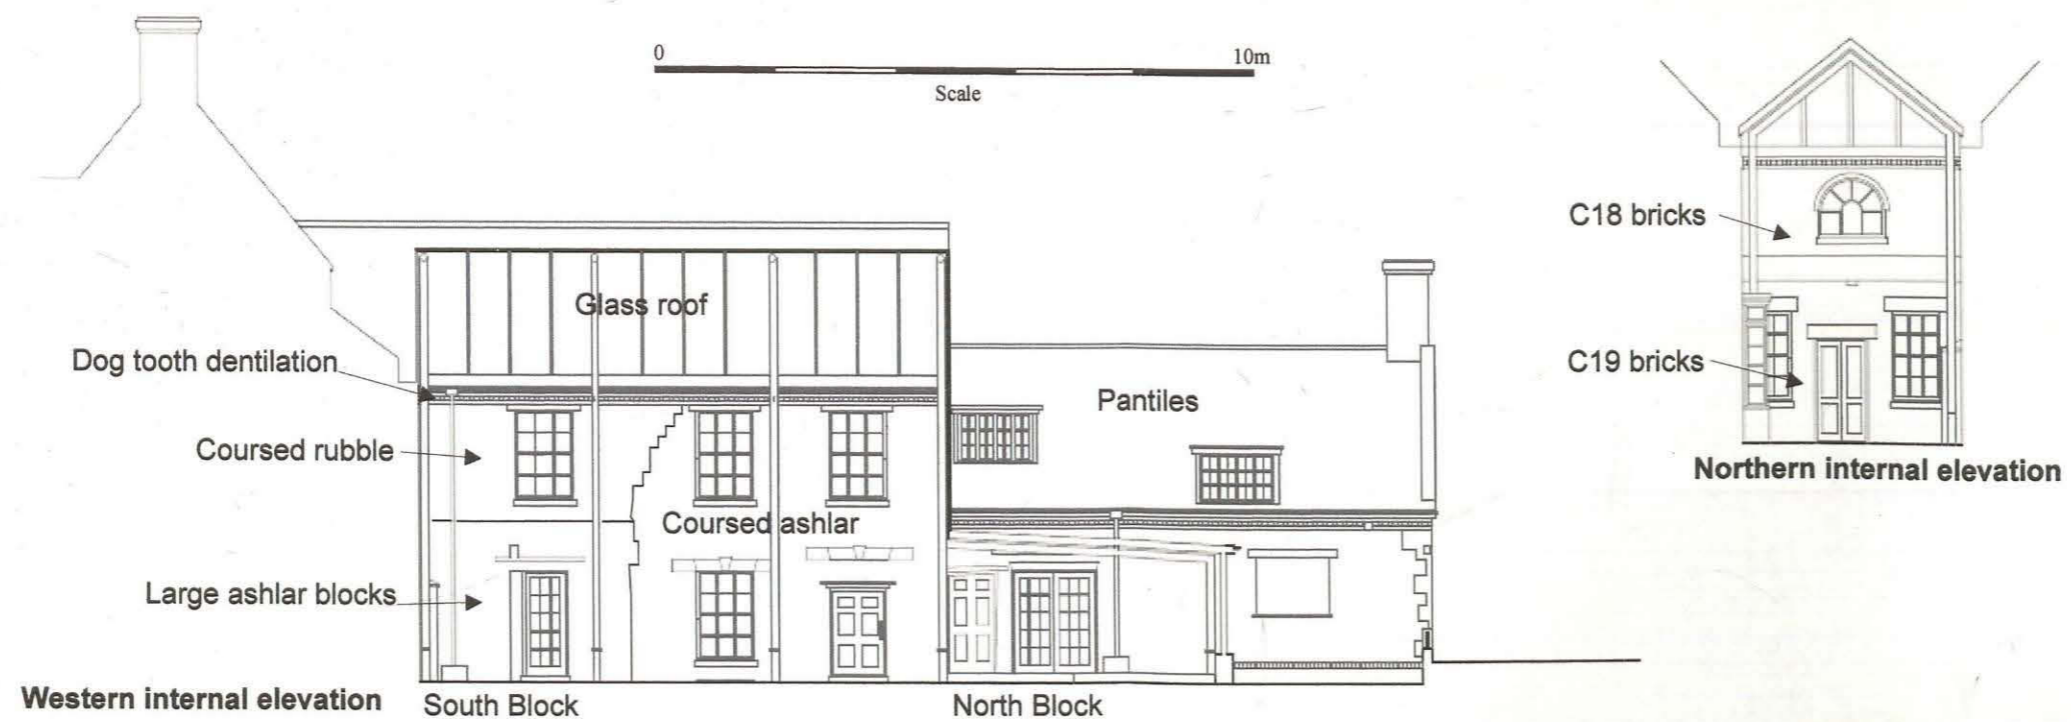 0 10m
Scale
Glass roof
Dog tooth dentilation
Coursed rubble
Coursed ashlar
Large ashlar blocks
Pantiles
Western internal elevation
South Block
North Block
C18 bricks
C19 bricks
Northern internal elevation